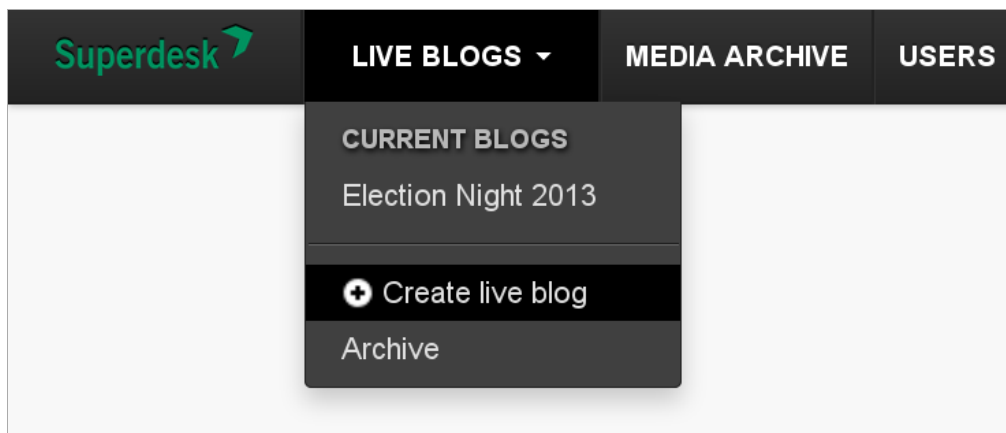 Superdesk
LIVE BLOGS
MEDIA ARCHIVE
USERS
CURRENT BLOGS
Election Night 2013
Create live blog
Archive